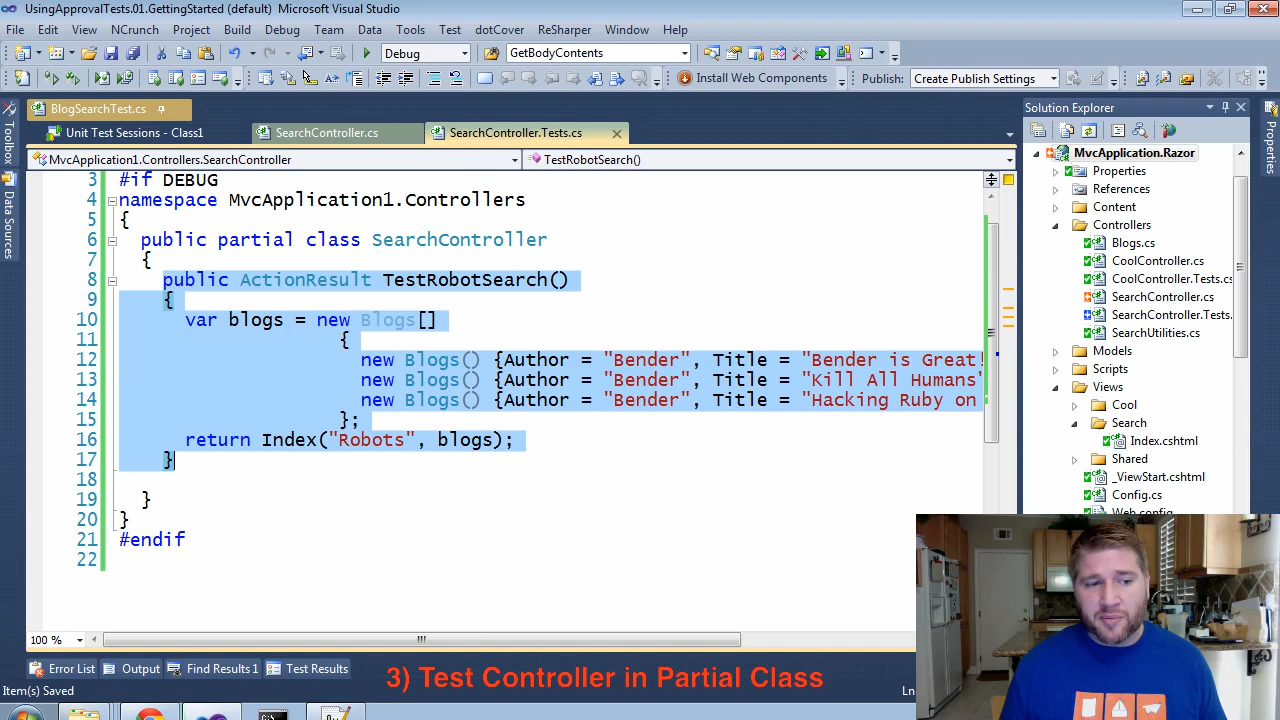 UsingApprovalTests.01.GettingStarted (default) - Microsoft Visual Studio
File Edit View NCrunch Project Build Debug Team Data Tools Test dotCover ReSharper Window Help
Debug GetBodyContents
Install Web Components Publish: Create Publish Settings
BlogSearchTest.cs
Unit Test Sessions - Class1 SearchController.cs SearchController.Tests.cs
MvcApplication1.Controllers.SearchController TestRobotSearch()
3 #if DEBUG
4 namespace MvcApplication1.Controllers
5 {
6 public partial class SearchController
7 {
8 public ActionResult TestRobotSearch()
9 {
10 var blogs = new Blogs[]
11 {
12 new Blogs() {Author = "Bender", Title = "Bender is Great!
13 new Blogs() {Author = "Bender", Title = "Kill All Humans"
14 new Blogs() {Author = "Bender", Title = "Hacking Ruby on
15 };
16 return Index("Robots", blogs);
17 }
18
19 }
20 }
21 #endif
22
100 %
Error List Output Find Results 1 Test Results
Item(s) Saved
Ln
3) Test Controller in Partial Class
Toolbox
Data Sources
Solution Explorer
MvcApplication.Razor
Properties
References
Content
Controllers
Blogs.cs
CoolController.cs
CoolController.Tests.cs
SearchController.cs
SearchController.Tests.
SearchUtilities.cs
Models
Scripts
Views
Cool
Search
Index.cshtml
Shared
_ViewStart.cshtml
Config.cs
Web.config
Properties